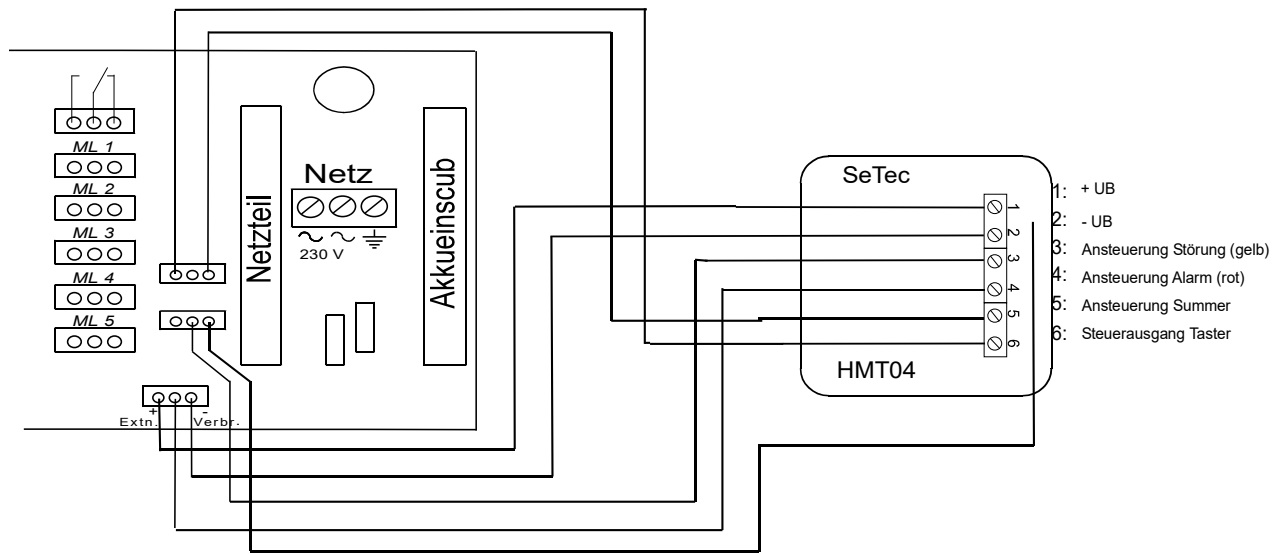 ML 1
ML 2
ML 3
ML 4
ML 5
+ -
Extn. Verbr.
Netzteil
Netz
230 V
Akkueinscub
SeTec
1
2
3
4
5
6
HMT04
1: + UB
2: - UB
3: Ansteuerung Störung (gelb)
4: Ansteuerung Alarm (rot)
5: Ansteuerung Summer
6: Steuerausgang Taster